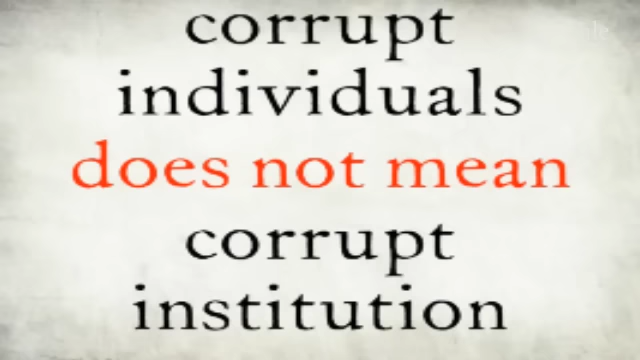 corrupt
individuals
does not mean
corrupt
institution